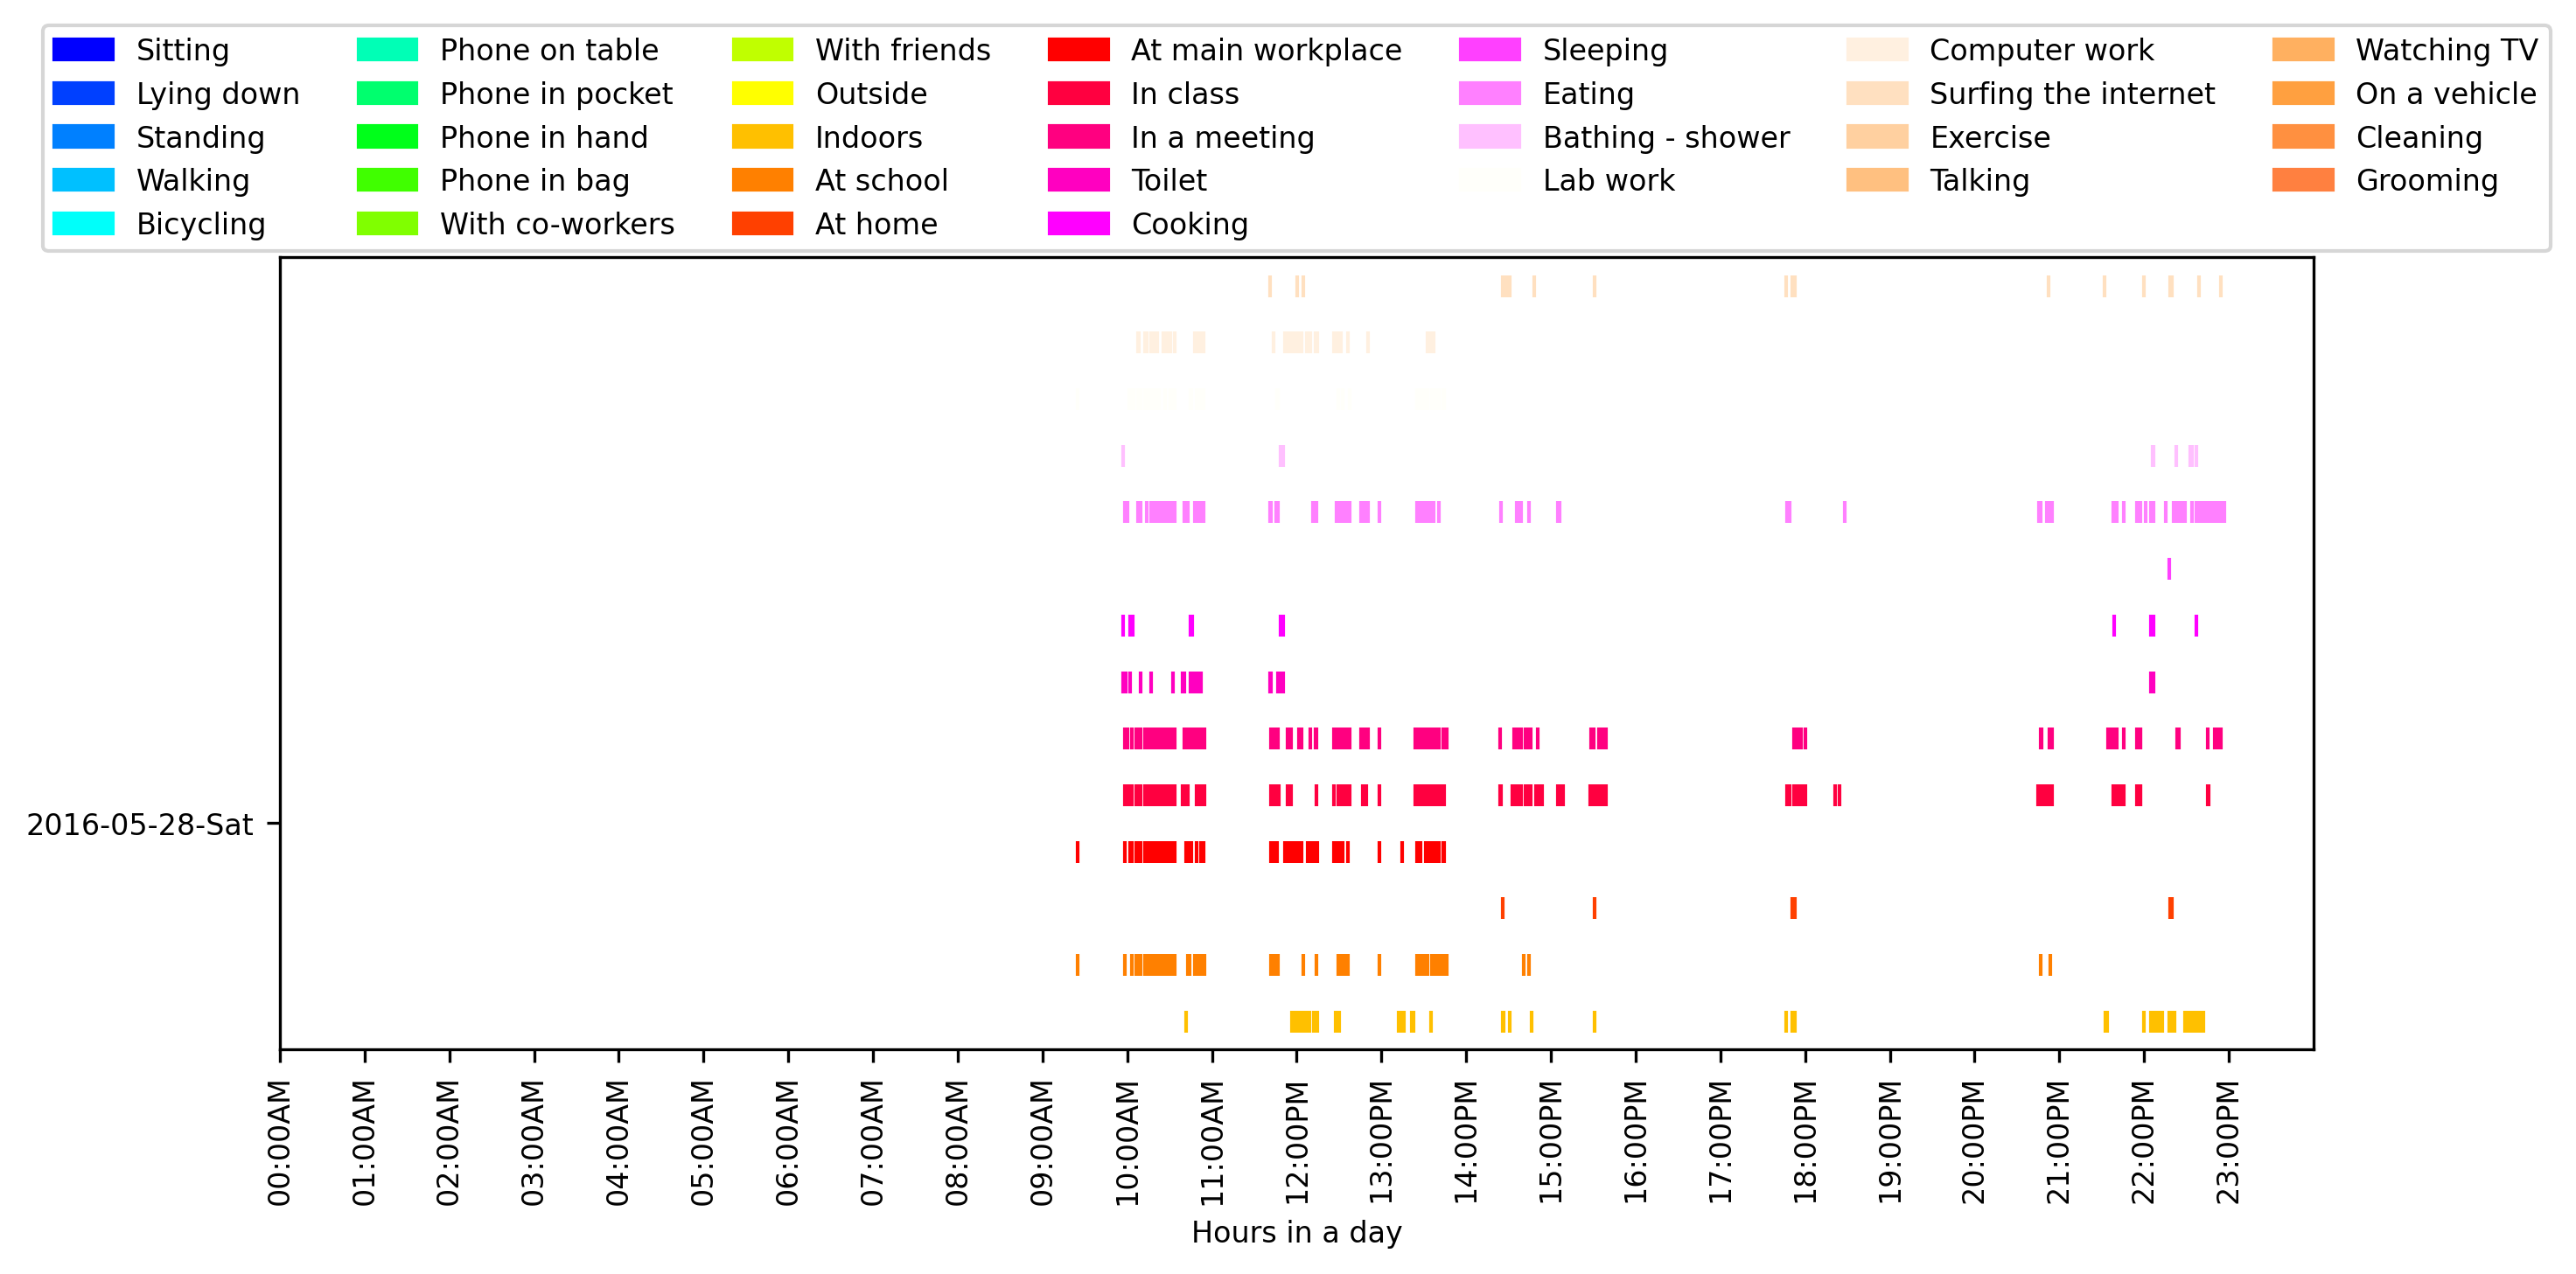 Sitting Phone on table With friends At main workplace Sleeping Computer work Watching TV
Lying down Phone in pocket Outside In class Eating Surfing the internet On a vehicle
Standing Phone in hand Indoors In a meeting Bathing - shower Exercise Cleaning
Walking Phone in bag At school Toilet Lab work Talking Grooming
Bicycling With co-workers At home Cooking
2016-05-28-Sat
00:00AM 01:00AM 02:00AM 03:00AM 04:00AM 05:00AM 06:00AM 07:00AM 08:00AM 09:00AM 10:00AM 11:00AM 12:00PM 13:00PM 14:00PM 15:00PM 16:00PM 17:00PM 18:00PM 19:00PM 20:00PM 21:00PM 22:00PM 23:00PM
Hours in a day